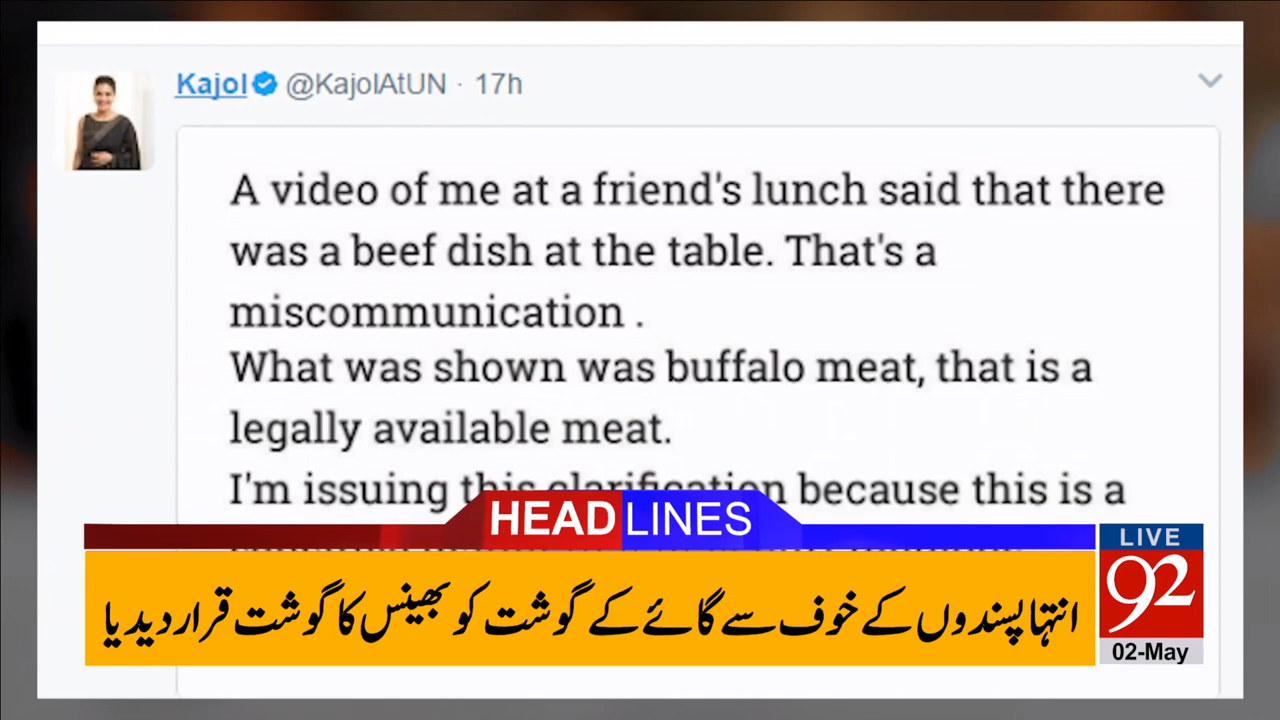 Kajol @KajolAtUN · 17h
A video of me at a friend's lunch said that there
was a beef dish at the table. That's a
miscommunication .
What was shown was buffalo meat, that is a
legally available meat.
I'm issuing this clarification because this is a
HEADLINES
انتہا پسندوں کے خوف سے گائے کے گوشت کو بھینس کا گوشت قرار دیدیا
LIVE
92
02-May